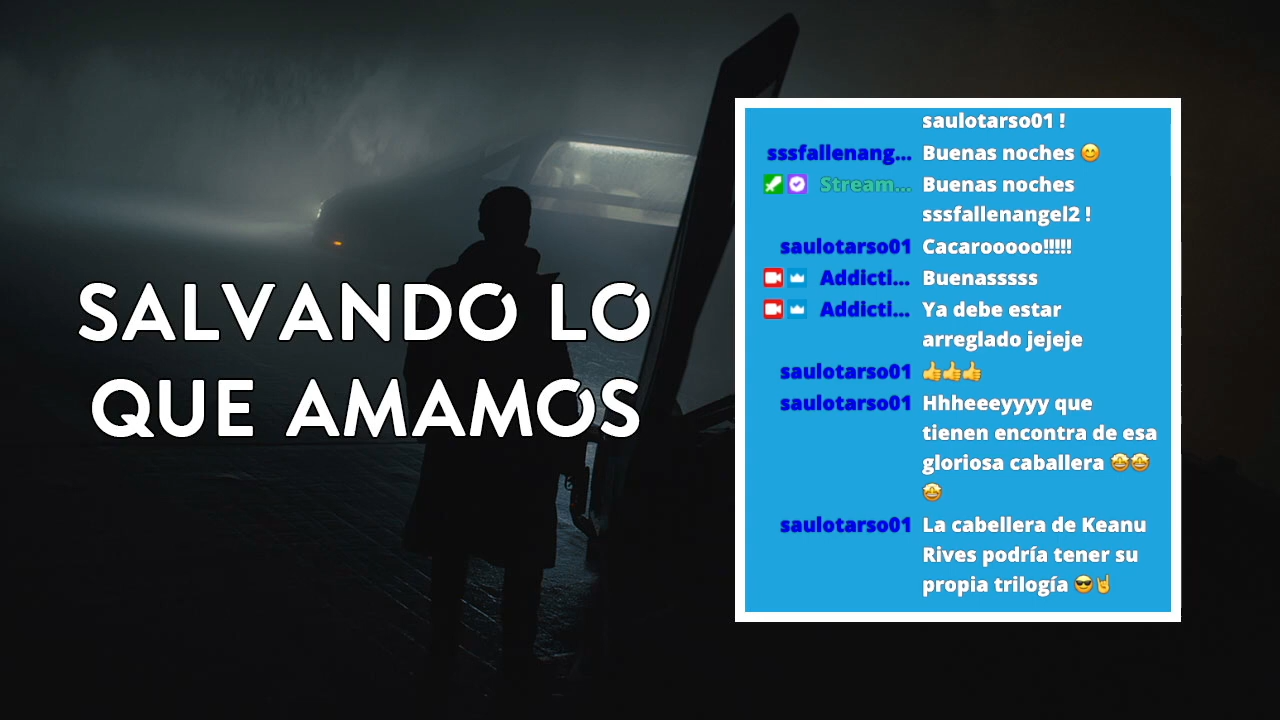 SALVANDO LO
QUE AMAMOS
saulotarso01 !
sssfallenang... Buenas noches 😊
Stream... Buenas noches
sssfallenangel2 !
saulotarso01 Cacarooooo!!!!!
Addicti... Buenasssss
Addicti... Ya debe estar
arreglado jejeje
saulotarso01 👍👍👍
saulotarso01 Hhheeeyyyy que
tienen encontra de esa
gloriosa caballera 🤩🤩
🤩
saulotarso01 La cabellera de Keanu
Rives podría tener su
propia trilogía 😎🤘